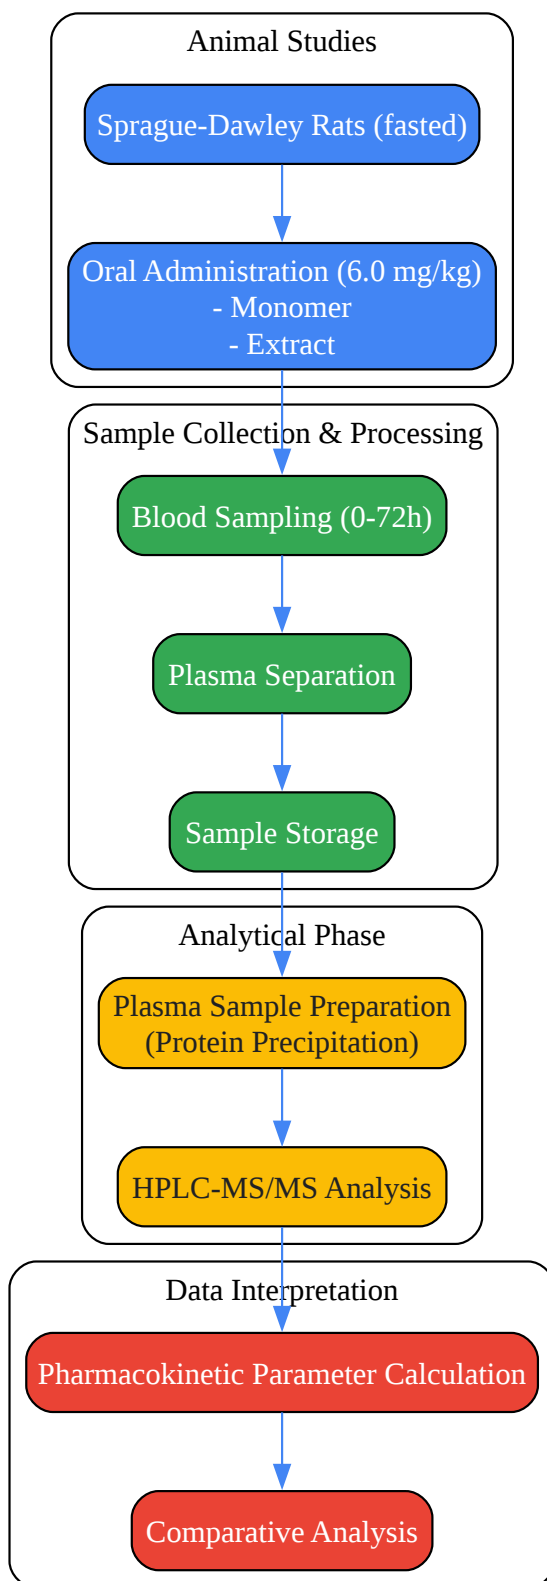 Animal Studies
Sprague-Dawley Rats (fasted)
Oral Administration (6.0 mg/kg)
- Monomer
- Extract
Sample Collection & Processing
Blood Sampling (0-72h)
Plasma Separation
Sample Storage
Analytical Phase
Plasma Sample Preparation
(Protein Precipitation)
HPLC-MS/MS Analysis
Data Interpretation
Pharmacokinetic Parameter Calculation
Comparative Analysis